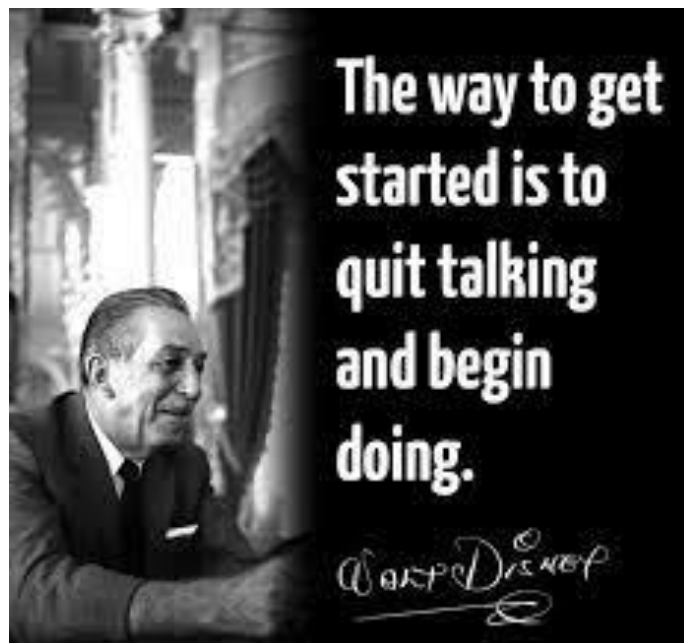 The way to get
started is to
quit talking
and begin
doing.
Walt Disney